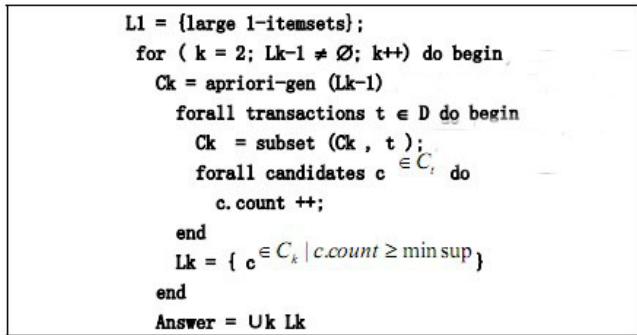 L1 = {large 1-itemsets};
for ( k = 2; Lk-1 ≠ Ø; k++) do begin
Ck = apriori-gen (Lk-1)
forall transactions t ∈ D do begin
Ck = subset (Ck , t );
forall candidates c ∈ Cₜ do
c.count ++;
end
Lk = { c ∈ Cₖ | c.count ≥ min sup}
end
Answer = ∪k Lk